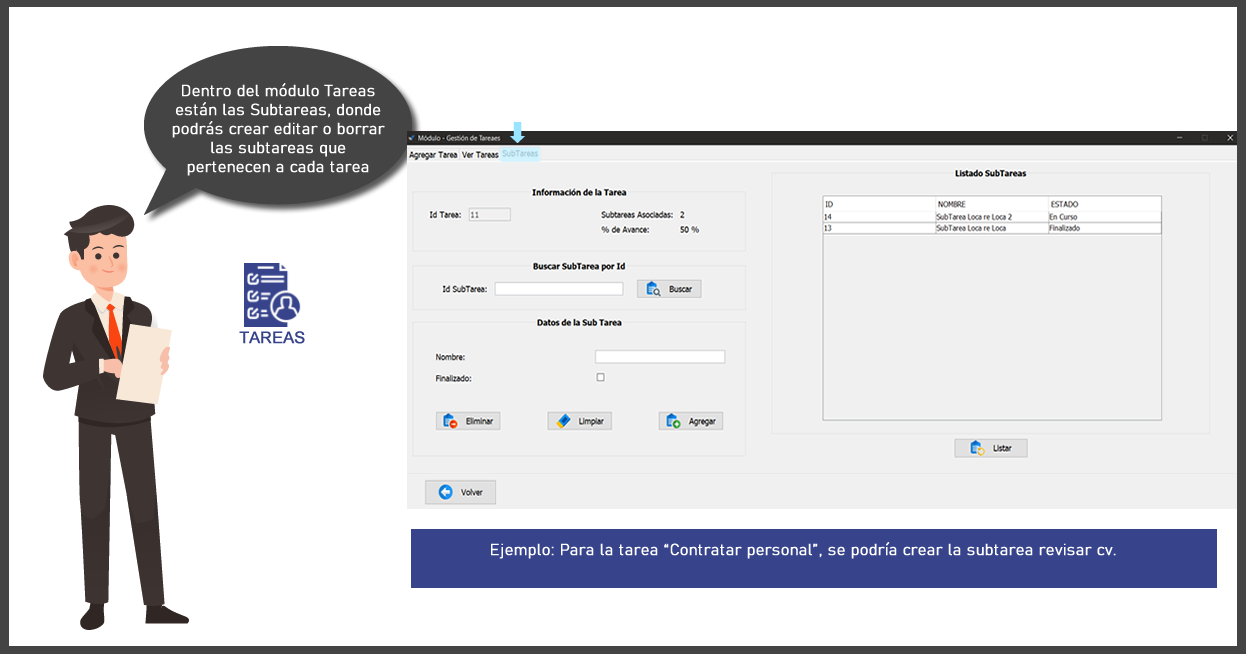 Dentro del módulo Tareas
están las Subtareas, donde
podrás crear editar o borrar
las subtareas que
pertenecen a cada tarea
TAREAS
Módulo - Gestión de Tareaes
Agregar Tarea Ver Tareas SubTareas
Información de la Tarea
Id Tarea: 11
Subtareas Asociadas: 2
% de Avance: 50 %
Buscar SubTarea por Id
Id SubTarea:
Buscar
Datos de la Sub Tarea
Nombre:
Finalizado:
Eliminar Limpiar Agregar
Volver
Listado SubTareas
ID NOMBRE ESTADO
14 SubTarea Loca re Loca 2 En Curso
13 SubTarea Loca re Loca Finalizado
Listar
Ejemplo: Para la tarea “Contratar personal”, se podría crear la subtarea revisar cv.